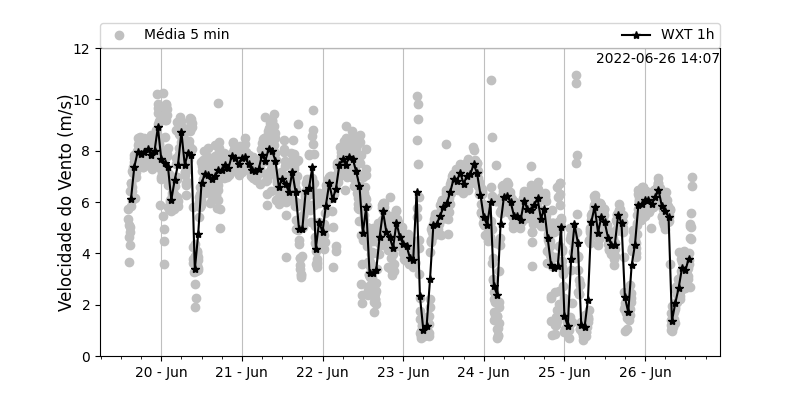 Média 5 min
WXT 1h
2022-06-26 14:07
Velocidade do Vento (m/s)
12
10
8
6
4
2
0
20 - Jun
21 - Jun
22 - Jun
23 - Jun
24 - Jun
25 - Jun
26 - Jun